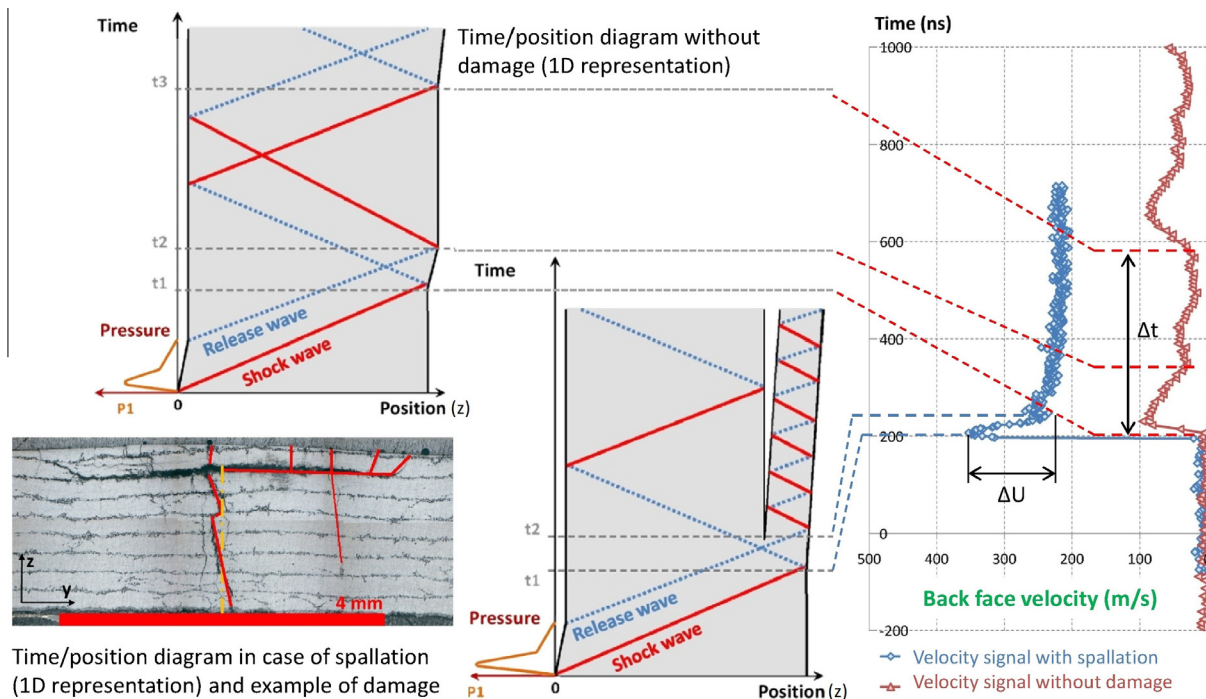 Time
Time/position diagram without
damage (1D representation)
t3
t2
t1
Pressure
Release wave
Shock wave
P1
0
Position (z)
z
y
4 mm
Time/position diagram in case of spallation
(1D representation) and example of damage
Time
t2
t1
Pressure
Release wave
Shock wave
P1
0
Position (z)
Time (ns)
1000
800
600
400
200
0
-200
500
400
300
200
100
0
Δt
ΔU
Back face velocity (m/s)
Velocity signal with spallation
Velocity signal without damage